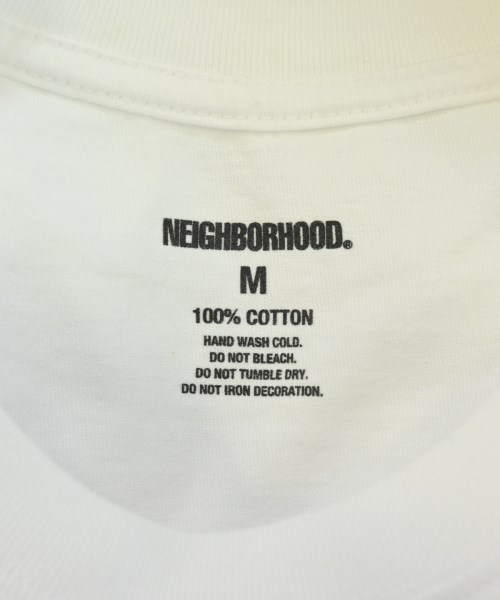 NEIGHBORHOOD®
M
100% COTTON
HAND WASH COLD.
DO NOT BLEACH.
DO NOT TUMBLE DRY.
DO NOT IRON DECORATION.